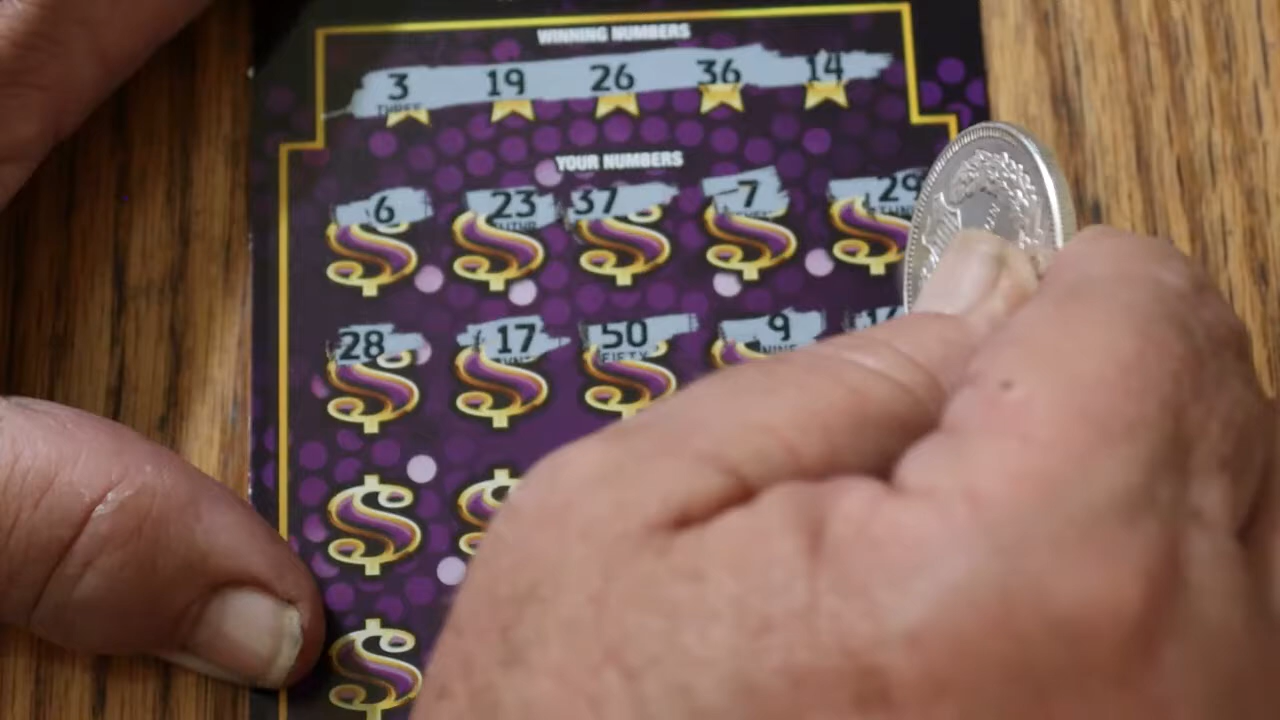 WINNING NUMBERS
3 19 26 36 14
THREE
YOUR NUMBERS
6 23 37 7 29
28 17 50 9
FIFTY NINE